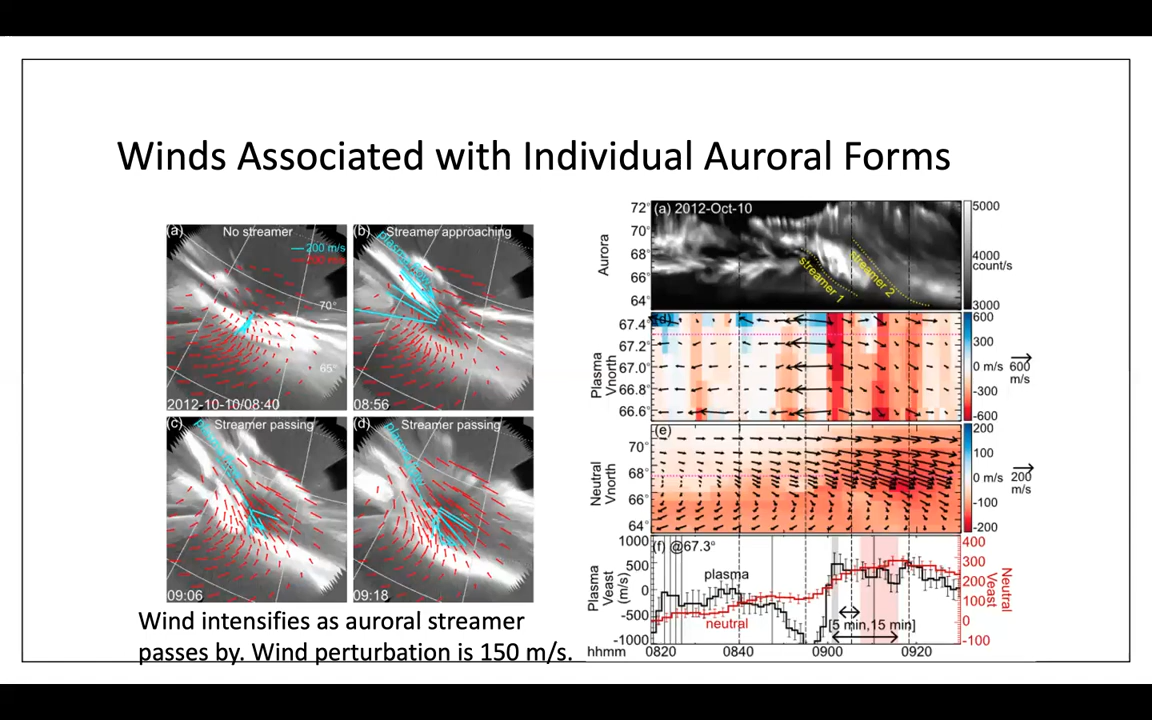 Winds Associated with Individual Auroral Forms
(a) No streamer
200 m/s
70°
65°
2012-10-10/08:40
(b) Streamer approaching
plasma flow
08:56
(c) Streamer passing
09:06
(d) Streamer passing
09:18
Wind intensifies as auroral streamer
passes by. Wind perturbation is 150 m/s.
(a) 2012-Oct-10
Aurora
72°
70°
68°
66°
64°
streamer 1
streamer 2
5000
4000
count/s
3000
Plasma
Vnorth
67.4°
67.2°
67.0°
66.8°
66.6°
600
300
0 m/s
-300
-600
600
m/s
(e)
Neutral
Vnorth
70°
68°
66°
64°
200
100
0 m/s
-100
-200
200
m/s
(f) @67.3°
Plasma
Veast
(m/s)
1000
500
0
-500
-1000
plasma
neutral
[5 min,15 min]
400
300
200
100
0
-100
Neutral
Veast
hhmm
0820
0840
0900
0920